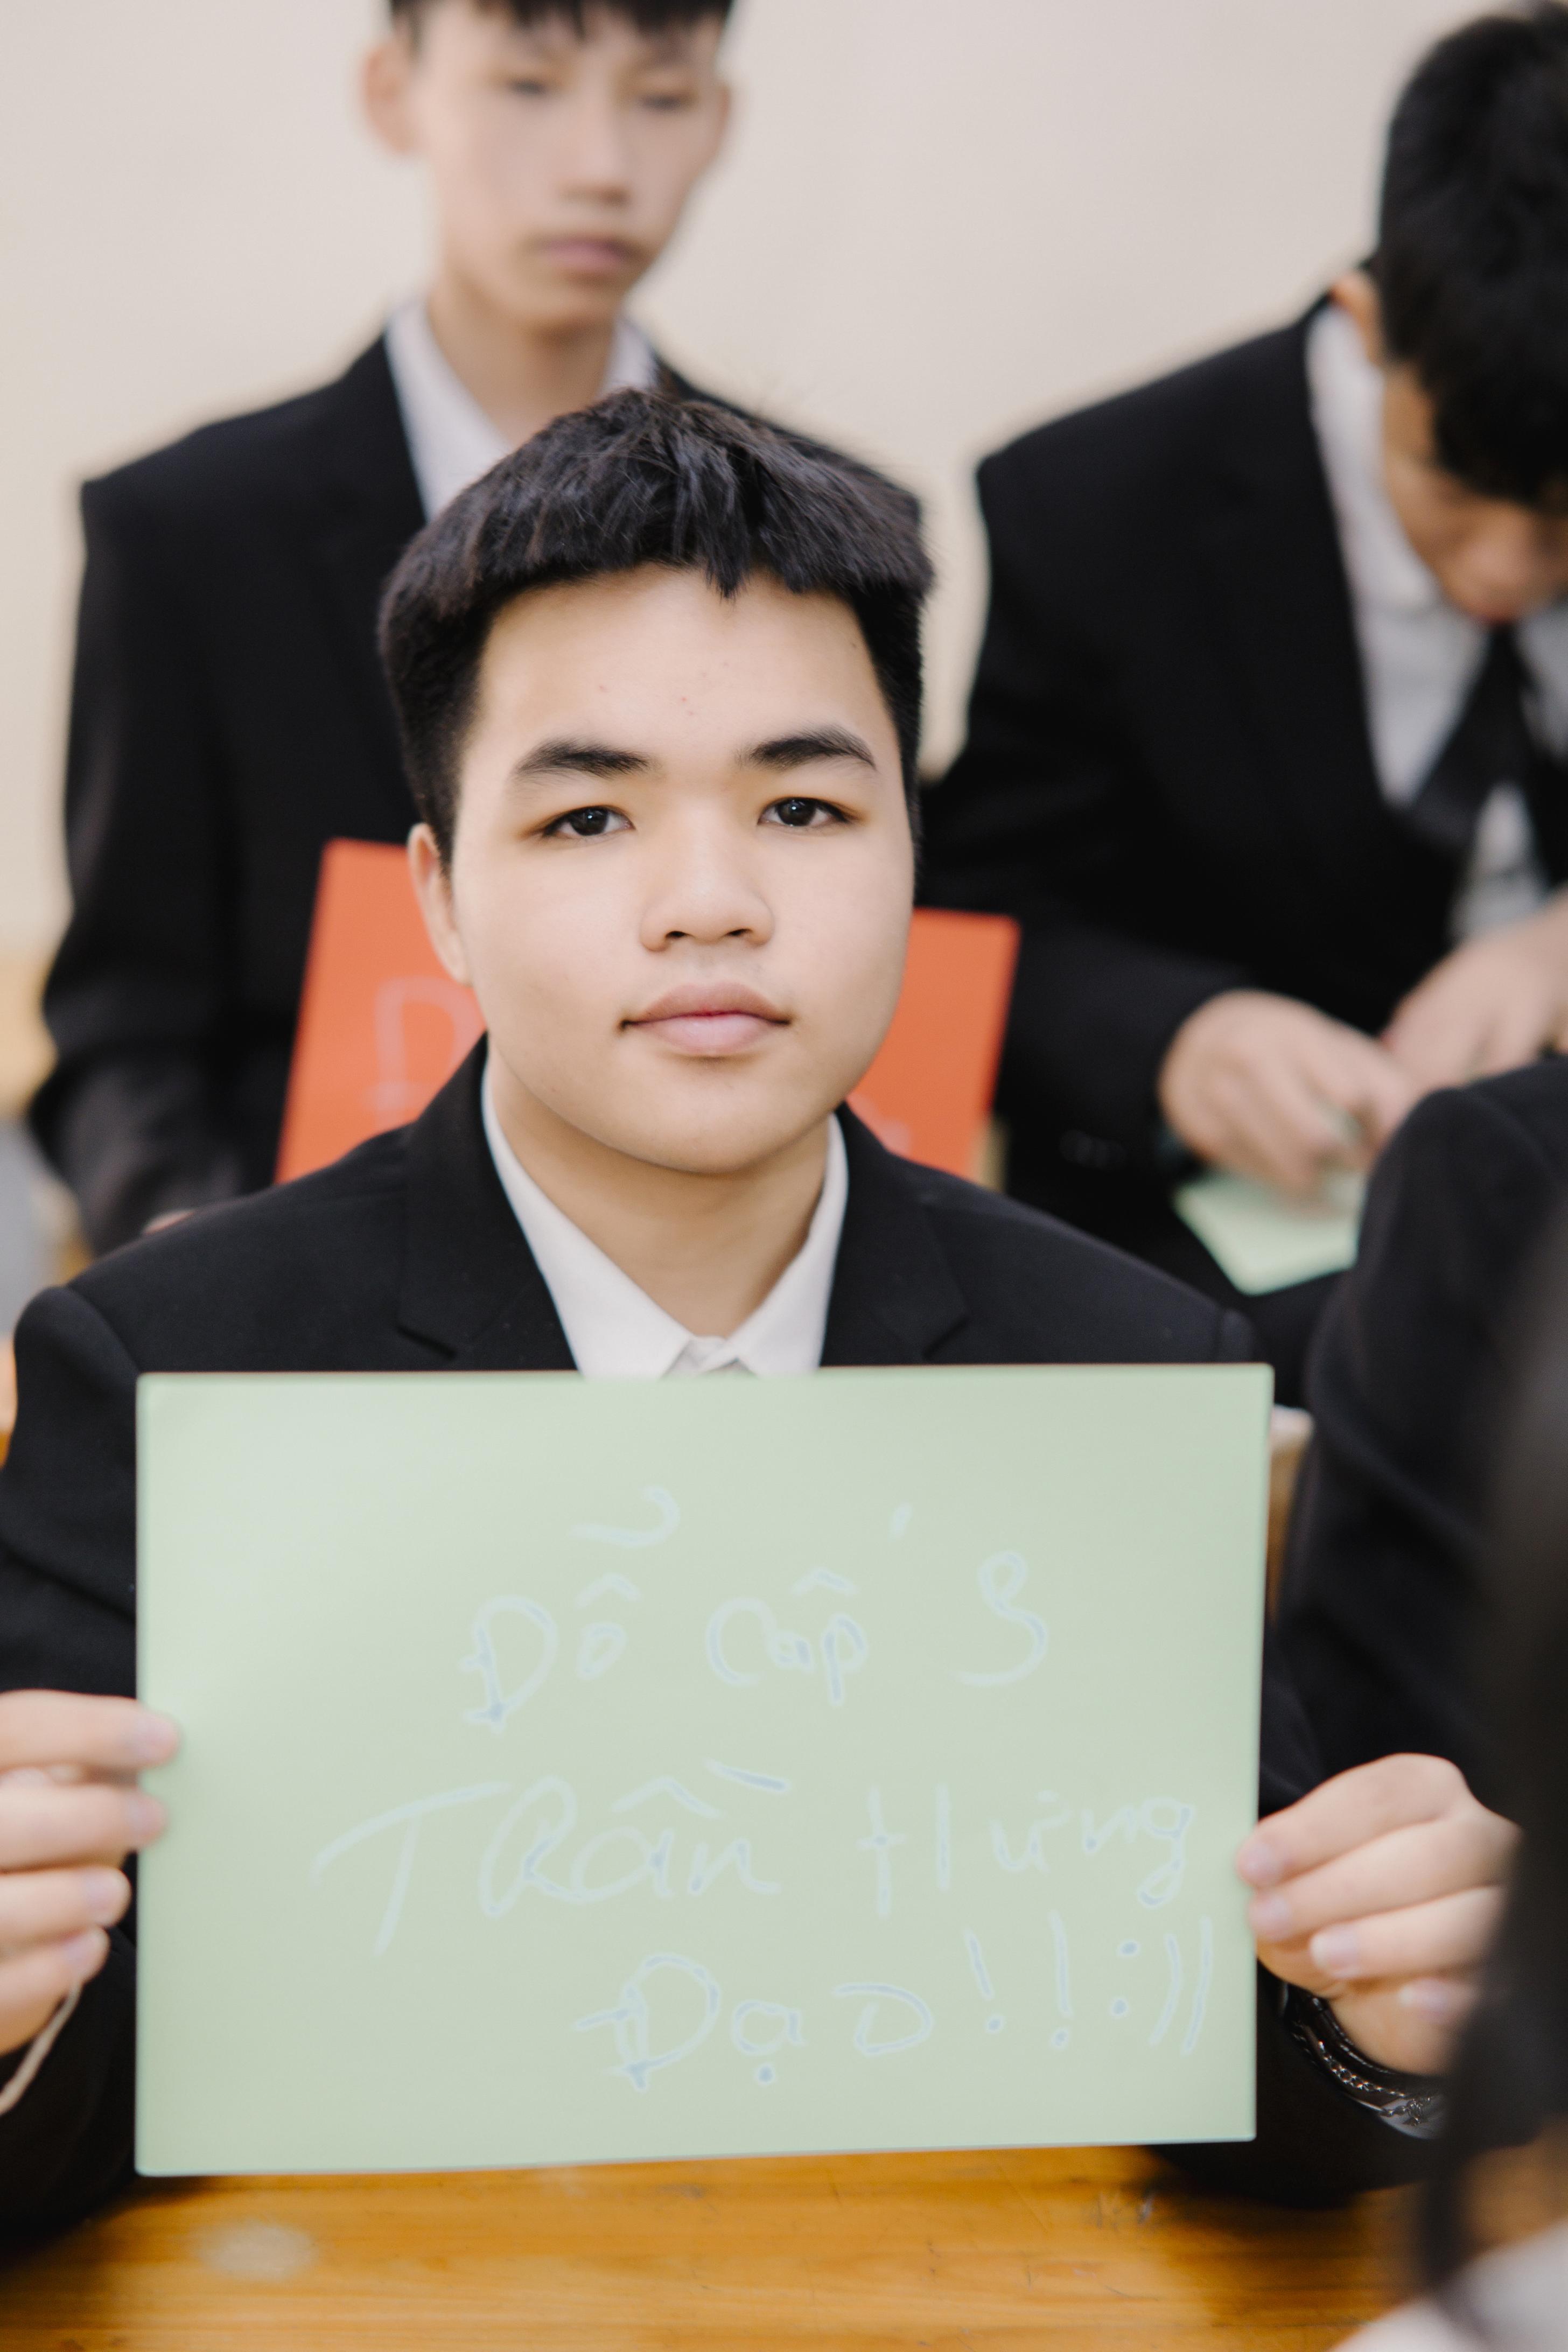 Đỗ Cấp 3
Trần Hưng
Đạo!!:))